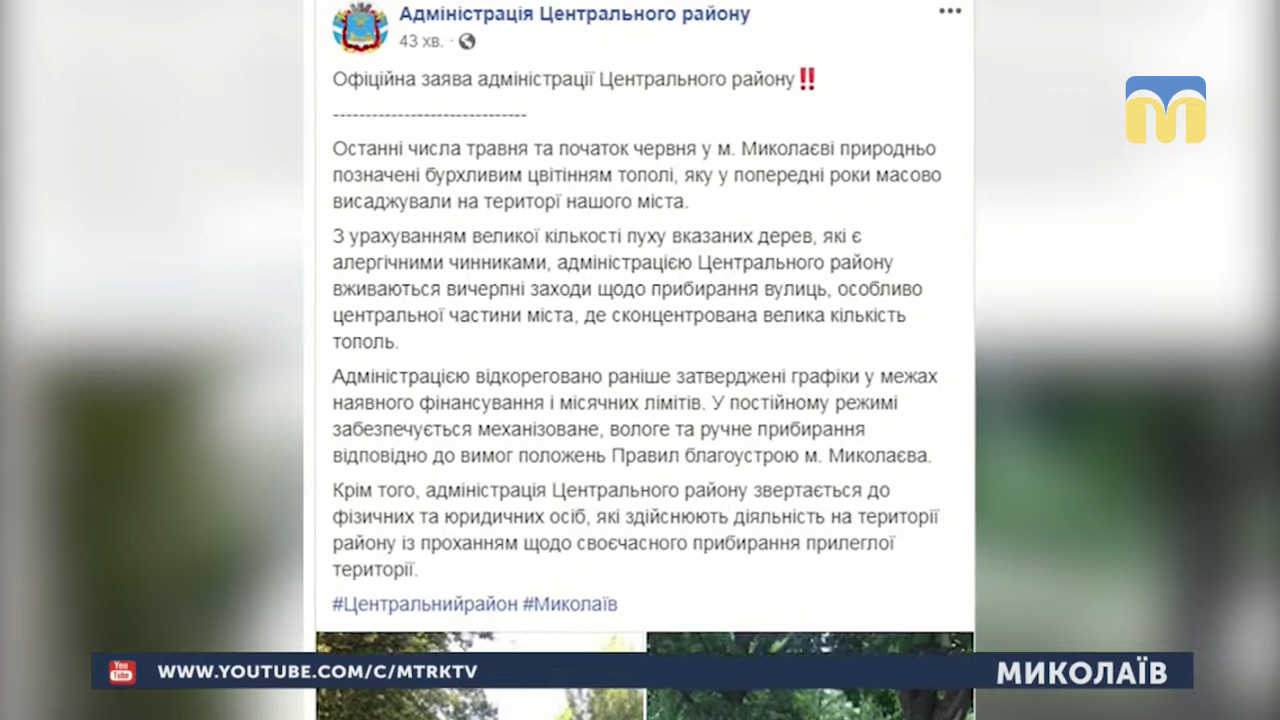 Адміністрація Центрального району
43 хв. ·
Офіційна заява адміністрації Центрального району‼
------------------------------
Останні числа травня та початок червня у м. Миколаєві природньо
позначені бурхливим цвітінням тополі, яку у попередні роки масово
висаджували на територї нашого міста.
З урахуванням великої кількості пуху вказаних дерев, які є
алергічними чинниками, адміністрацією Центрального району
вживаються вичерпні заходи щодо прибирання вулиць, особливо
центральної частини міста, де сконцентрована велика кількість
тополь.
Адміністрацією відкореговано раніше затверджені графіки у межах
наявного фінансування і місячних лімітів. У постійному режимі
забезпечується механізоване, вологе та ручне прибирання
відповідно до вимог положень Правил благоустрою м. Миколаєва.
Крім того, адміністрація Центрального району звертається до
фізичних та юридичних осіб, які здійснюють діяльність на території
району із проханням щодо своєчасного прибирання прилеглої
території.
#Центральнийрайон #Миколаїв
You Tube WWW.YOUTUBE.COM/C/MTRKTV
МИКОЛАЇВ